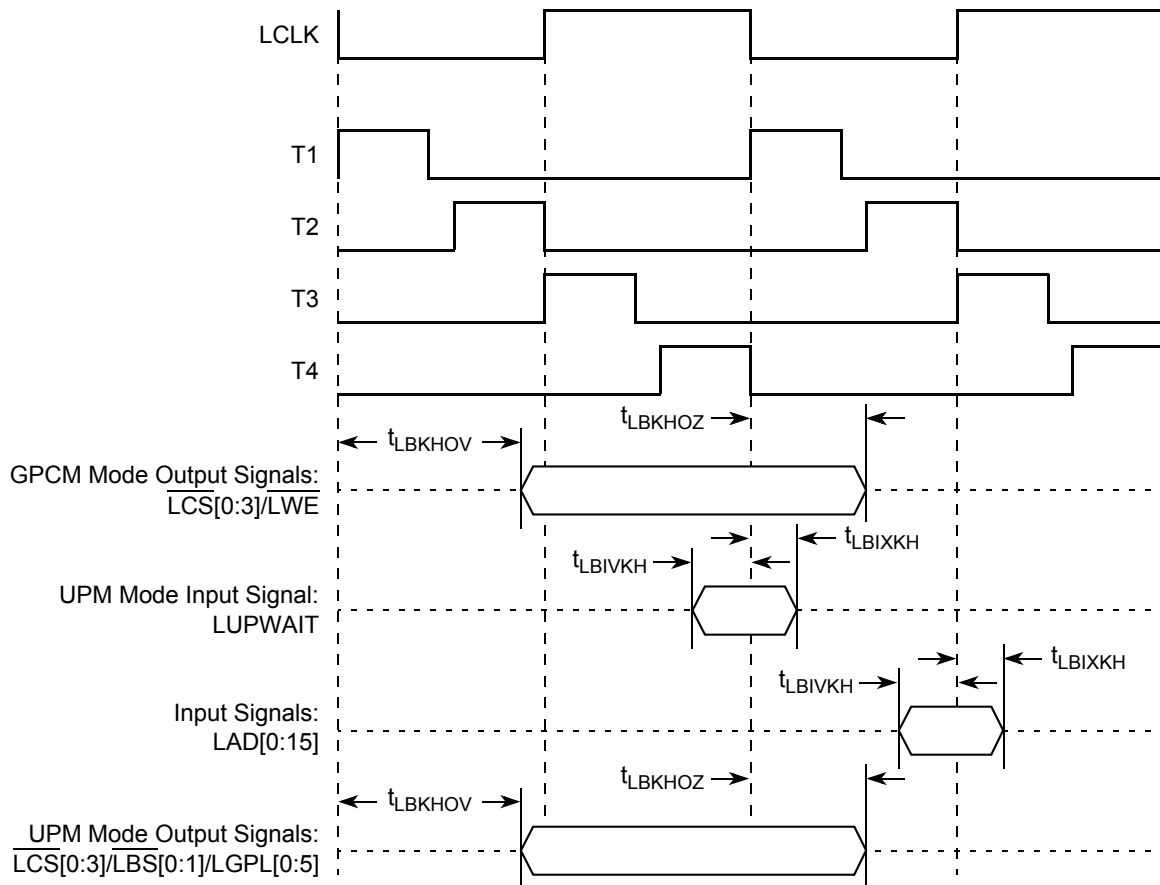 LCLK
T1
T2
T3
T4
tLBKHOZ
tLBKHOV
GPCM Mode Output Signals:
LCS[0:3]/LWE
tLBIXKH
tLBIVKH
UPM Mode Input Signal:
LUPWAIT
tLBIXKH
tLBIVKH
Input Signals:
LAD[0:15]
tLBKHOZ
tLBKHOV
UPM Mode Output Signals:
LCS[0:3]/LBS[0:1]/LGPL[0:5]